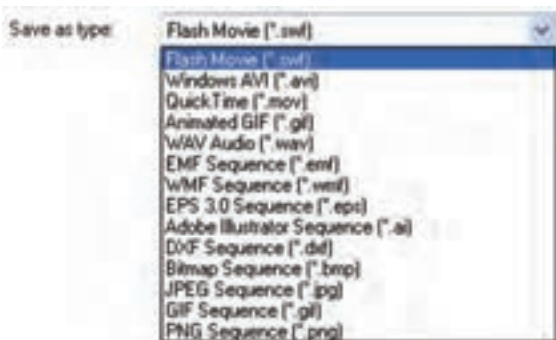 Save as type: Flash Movie (*.swf)
Flash Movie (*.swf)
Windows AVI (*.avi)
QuickTime (*.mov)
Animated GIF (*.gif)
WAV Audio (*.wav)
EMF Sequence (*.emf)
WMF Sequence (*.wmf)
EPS 3.0 Sequence (*.eps)
Adobe Illustrator Sequence (*.ai)
DXF Sequence (*.dxf)
Bitmap Sequence (*.bmp)
JPEG Sequence (*.jpg)
GIF Sequence (*.gif)
PNG Sequence (*.png)